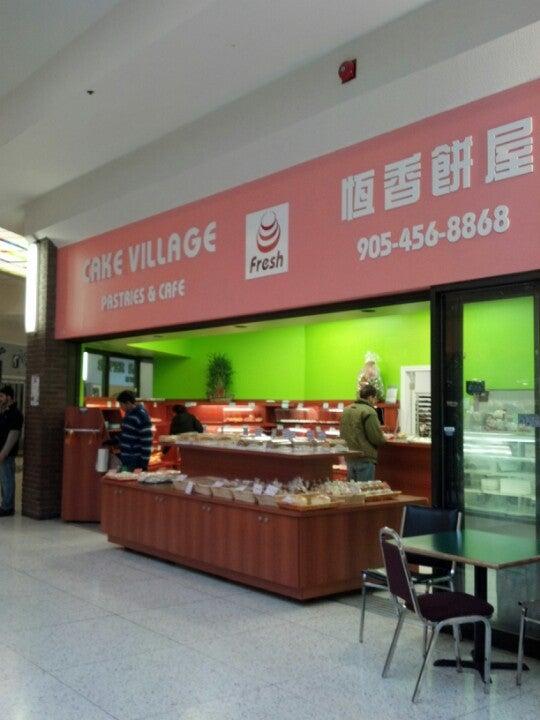 CAKE VILLAGE
PASTRIES & CAFE
Fresh
恆香餅屋
905-456-8868